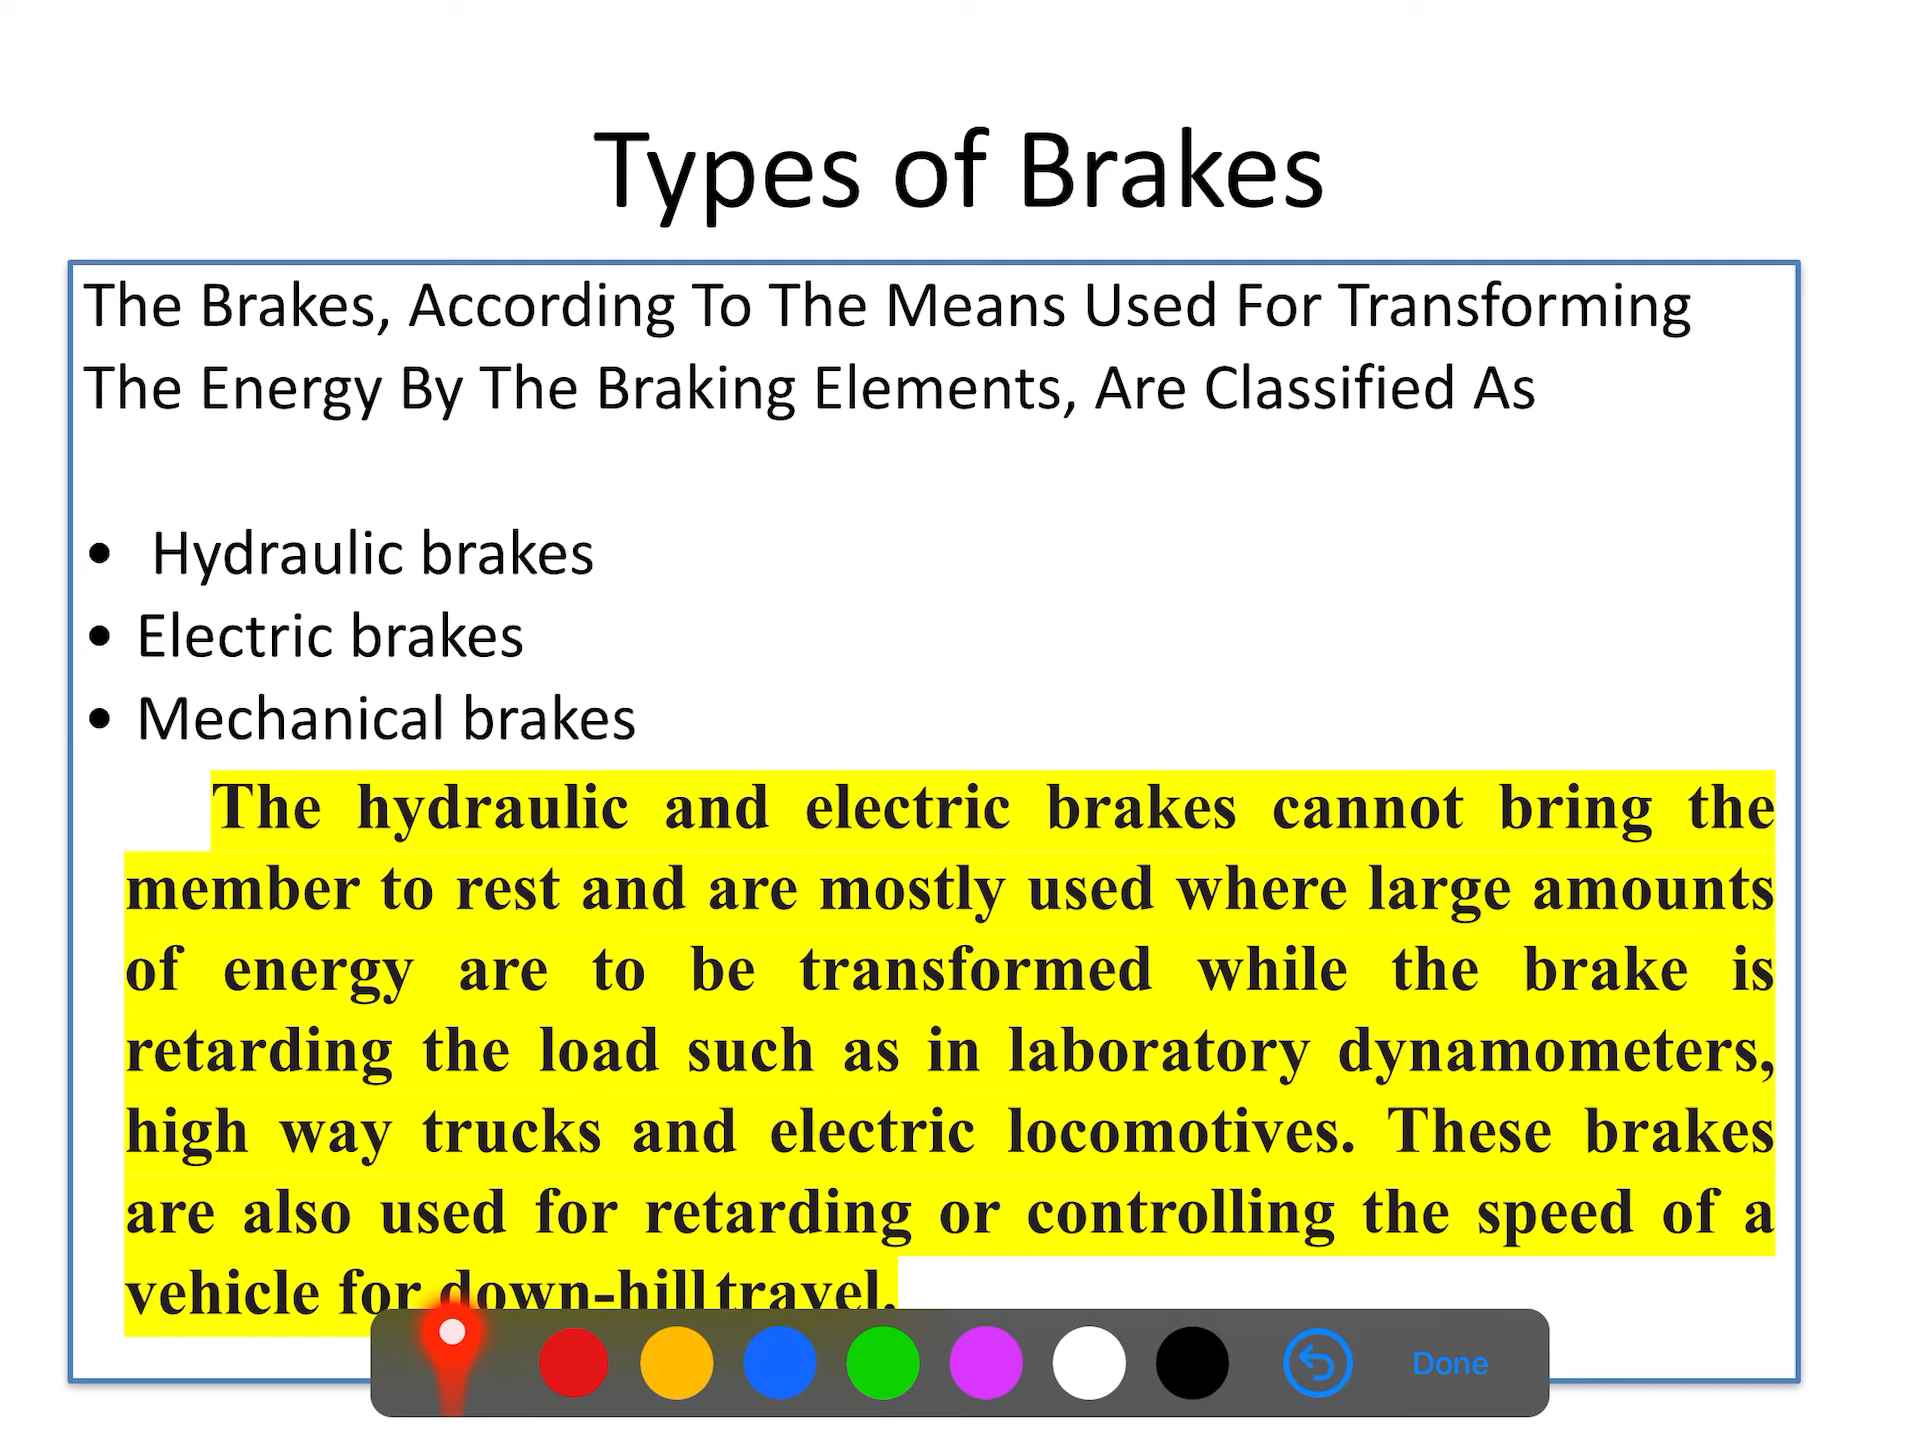 Types of Brakes
The Brakes, According To The Means Used For Transforming
The Energy By The Braking Elements, Are Classified As
• Hydraulic brakes
• Electric brakes
• Mechanical brakes
The hydraulic and electric brakes cannot bring the
member to rest and are mostly used where large amounts
of energy are to be transformed while the brake is
retarding the load such as in laboratory dynamometers,
high way trucks and electric locomotives. These brakes
are also used for retarding or controlling the speed of a
vehicle for down-hill travel.
Done